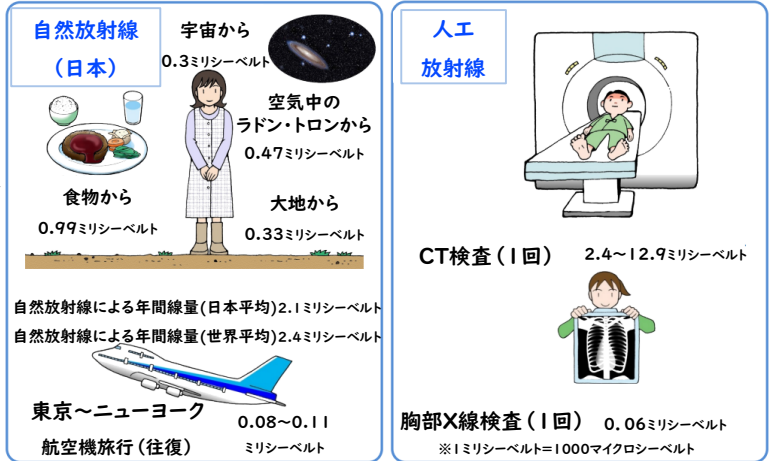 自然放射線
(日本)
宇宙から
0.3ミリシーベルト
空気中の
ラドン・トロンから
0.47ミリシーベルト
食物から
0.99ミリシーベルト
大地から
0.33ミリシーベルト
自然放射線による年間線量(日本平均)2.1ミリシーベルト
自然放射線による年間線量(世界平均)2.4ミリシーベルト
東京~ニューヨーク
航空機旅行(往復)
0.08~0.11
ミリシーベルト
人工
放射線
CT検査(1回) 2.4~12.9ミリシーベルト
胸部X線検査(1回) 0.06ミリシーベルト
※1ミリシーベルト=1000マイクロシーベルト